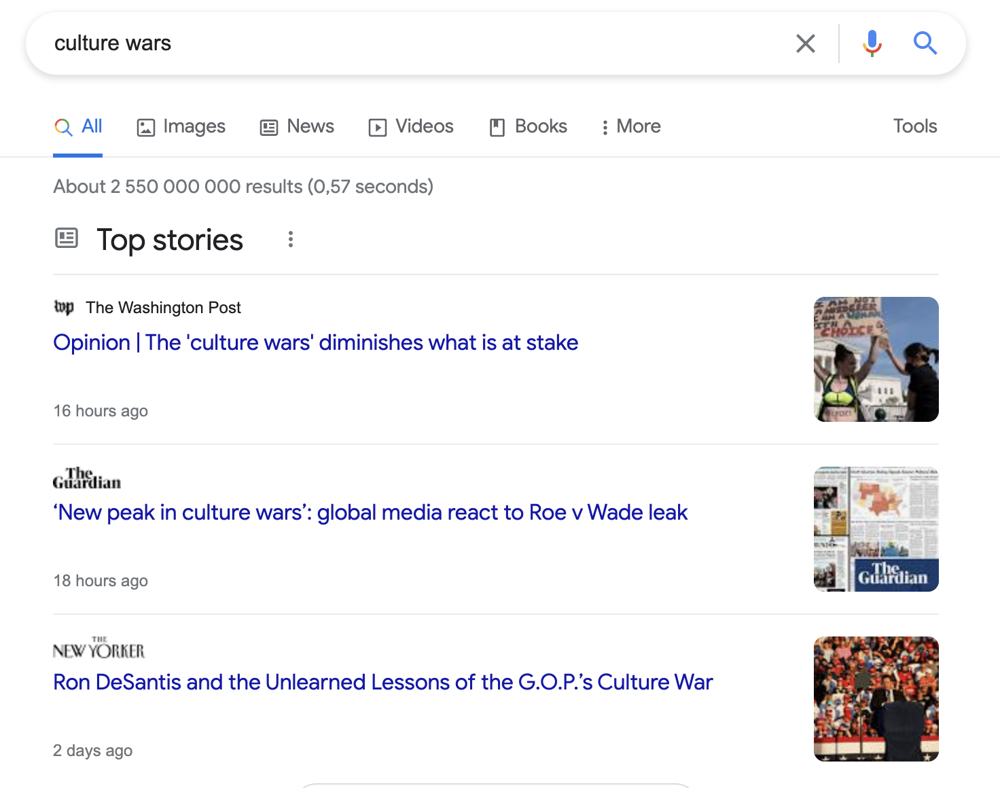 culture wars
All Images News Videos Books More Tools
About 2 550 000 000 results (0,57 seconds)
Top stories
wp The Washington Post
Opinion | The 'culture wars' diminishes what is at stake
16 hours ago
I AM NOT
A MURDERER
I AM A WOMAN
WITH A
CHOICE
The
Guardian
‘New peak in culture wars’: global media react to Roe v Wade leak
18 hours ago
The
Guardian
THE
NEW YORKER
Ron DeSantis and the Unlearned Lessons of the G.O.P.’s Culture War
2 days ago